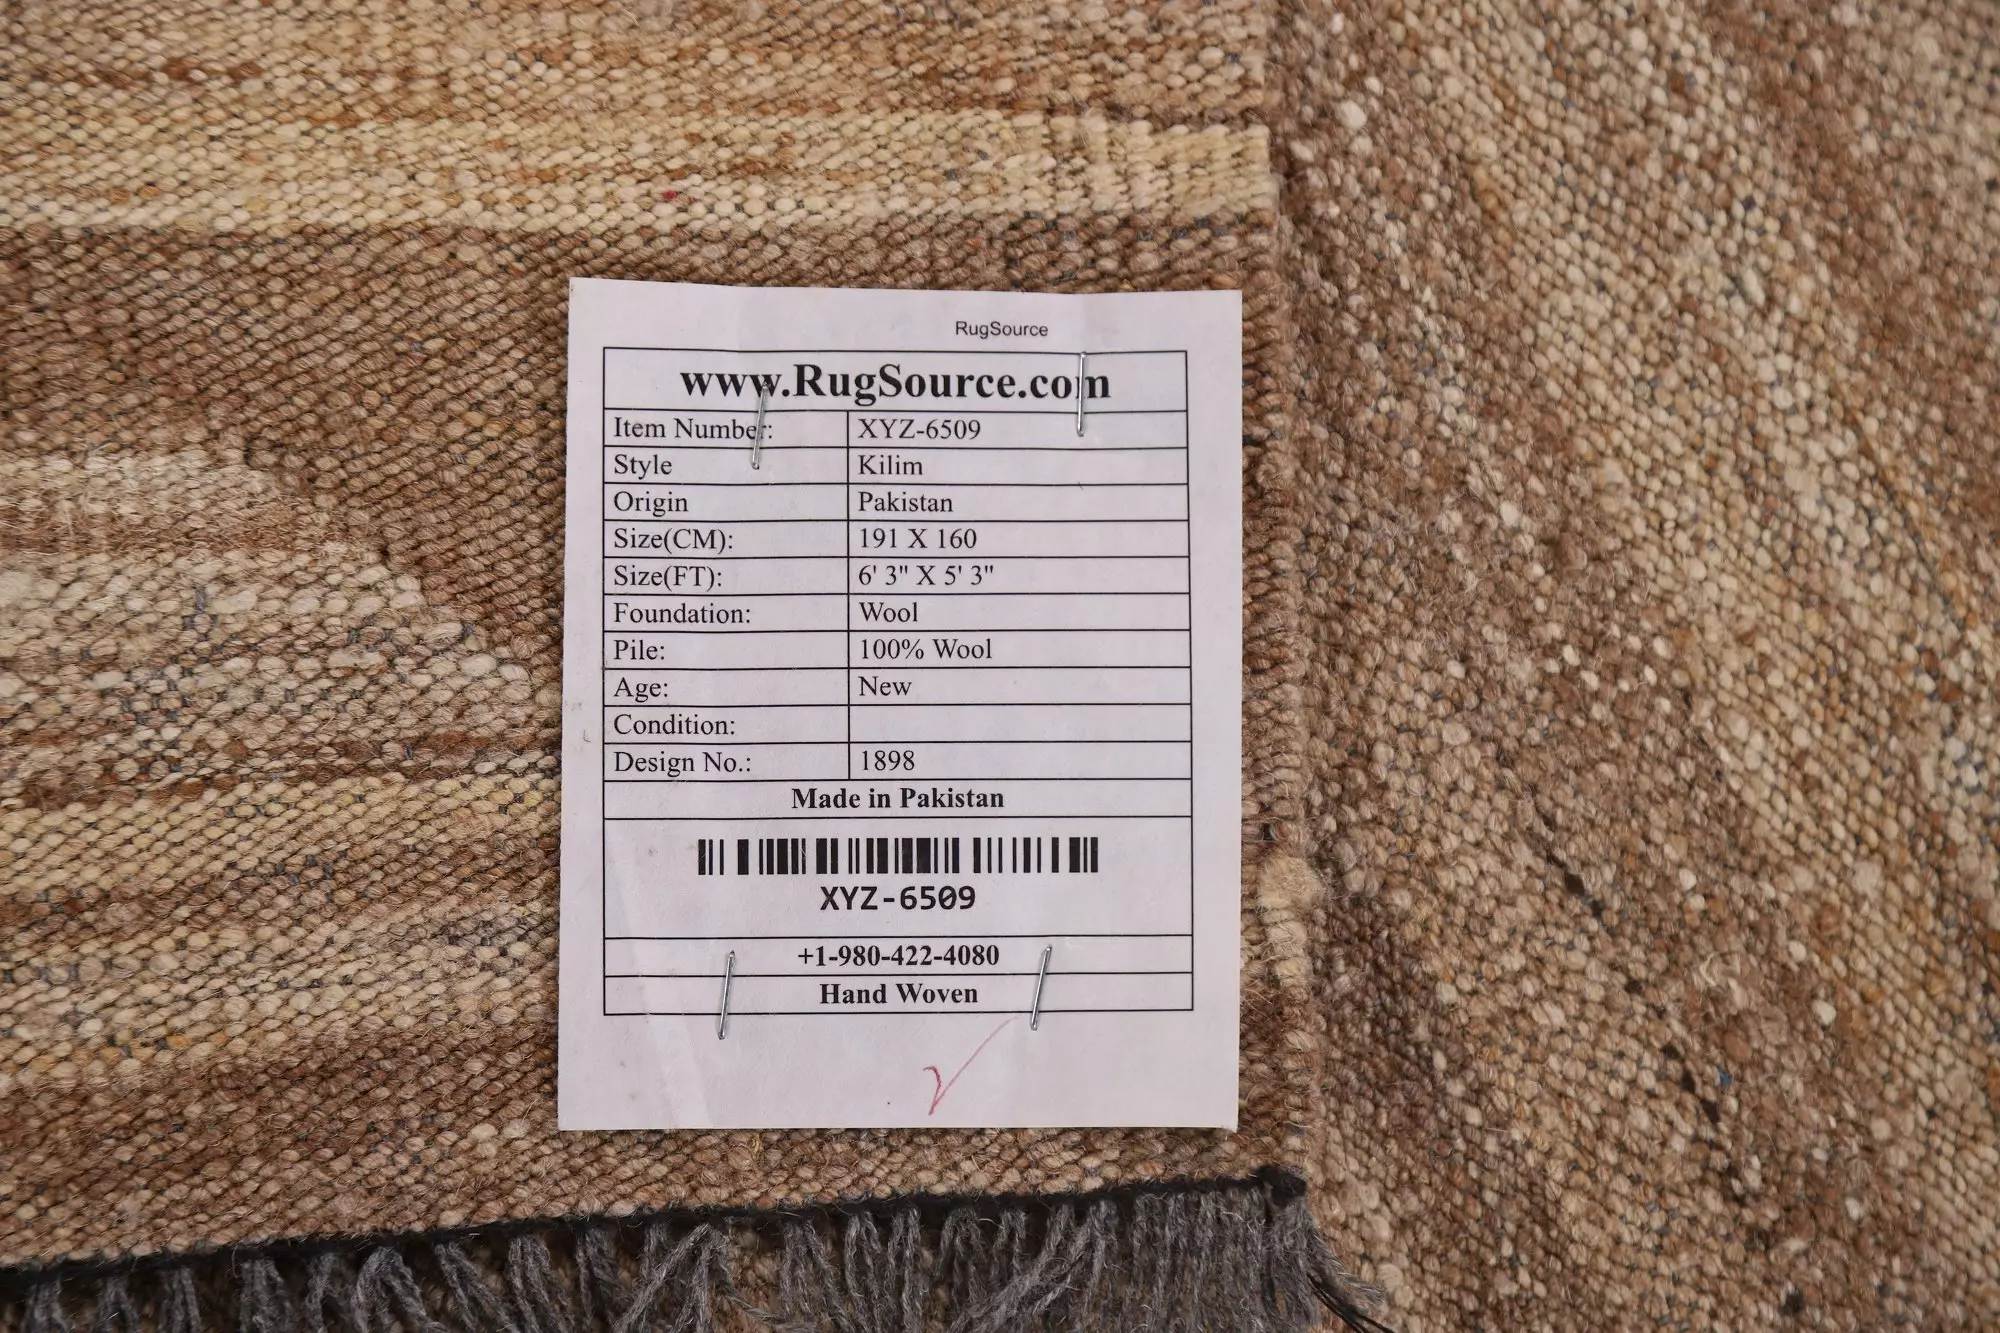 RugSource
www.RugSource.com
Item Number: XYZ-6509
Style Kilim
Origin Pakistan
Size(CM): 191 X 160
Size(FT): 6' 3" X 5' 3"
Foundation: Wool
Pile: 100% Wool
Age: New
Condition:
Design No.: 1898
Made in Pakistan
XYZ-6509
+1-980-422-4080
Hand Woven